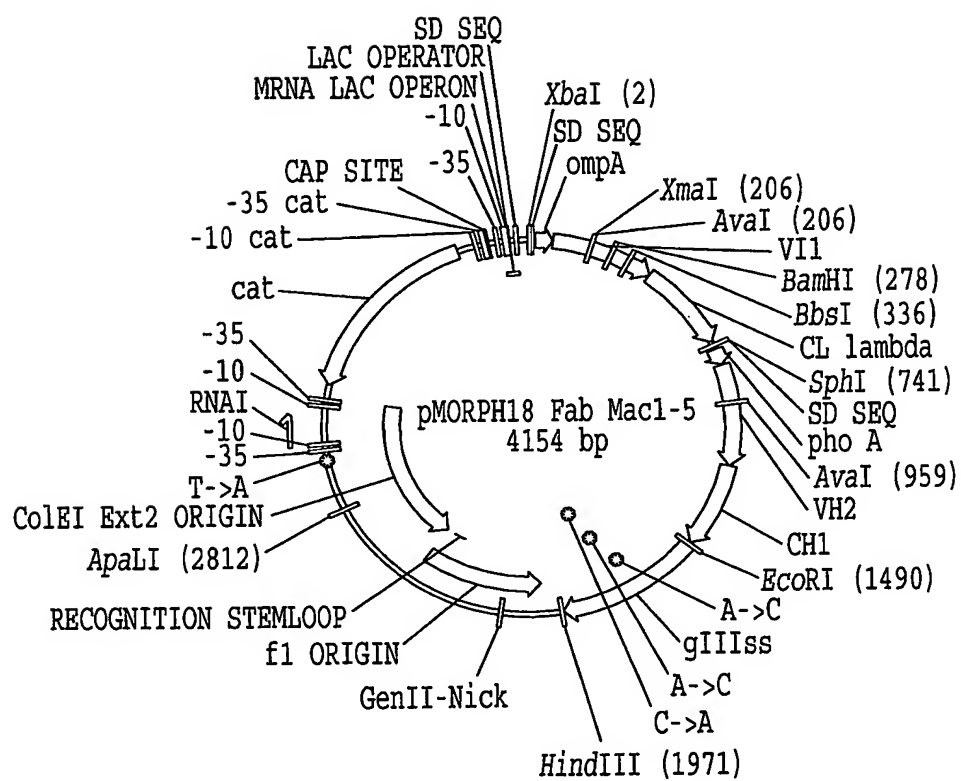 SD SEQ
LAC OPERATOR
MRNA LAC OPERON
-10
-35
CAP SITE
-35 cat
-10 cat
cat
-35
-10
RNAI
-10
-35
T->A
ColEI Ext2 ORIGIN
ApaLI (2812)
RECOGNITION STEMLOOP
f1 ORIGIN
GenII-Nick
XbaI (2)
SD SEQ
ompA
XmaI (206)
AvaI (206)
Vl1
BamHI (278)
BbsI (336)
CL lambda
SphI (741)
SD SEQ
pho A
AvaI (959)
VH2
CH1
EcoRI (1490)
A->C
gIIIss
A->C
C->A
HindIII (1971)
pMORPH18 Fab Mac1-5
4154 bp